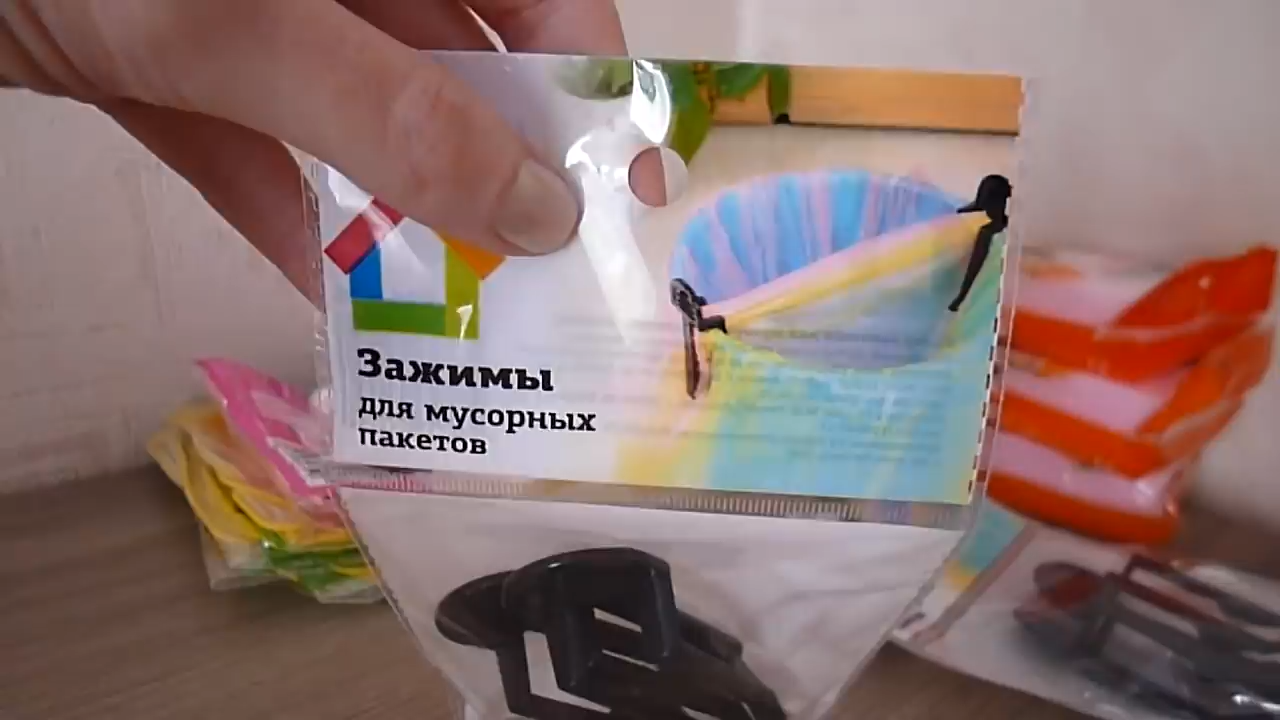 Зажимы
для мусорных
пакетов